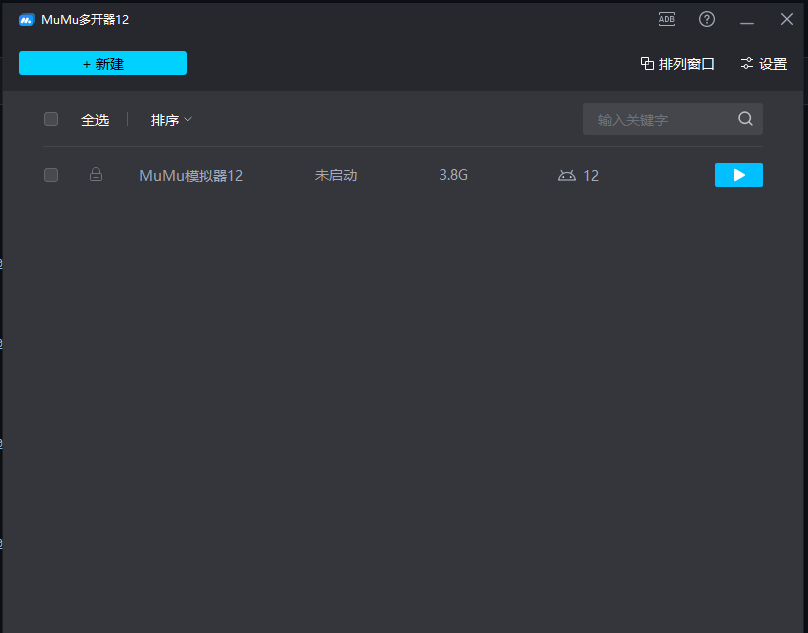 MuMu多开器12
ADB
+ 新建
排列窗口
设置
全选
排序
输入关键字
MuMu模拟器12
未启动
3.8G
12